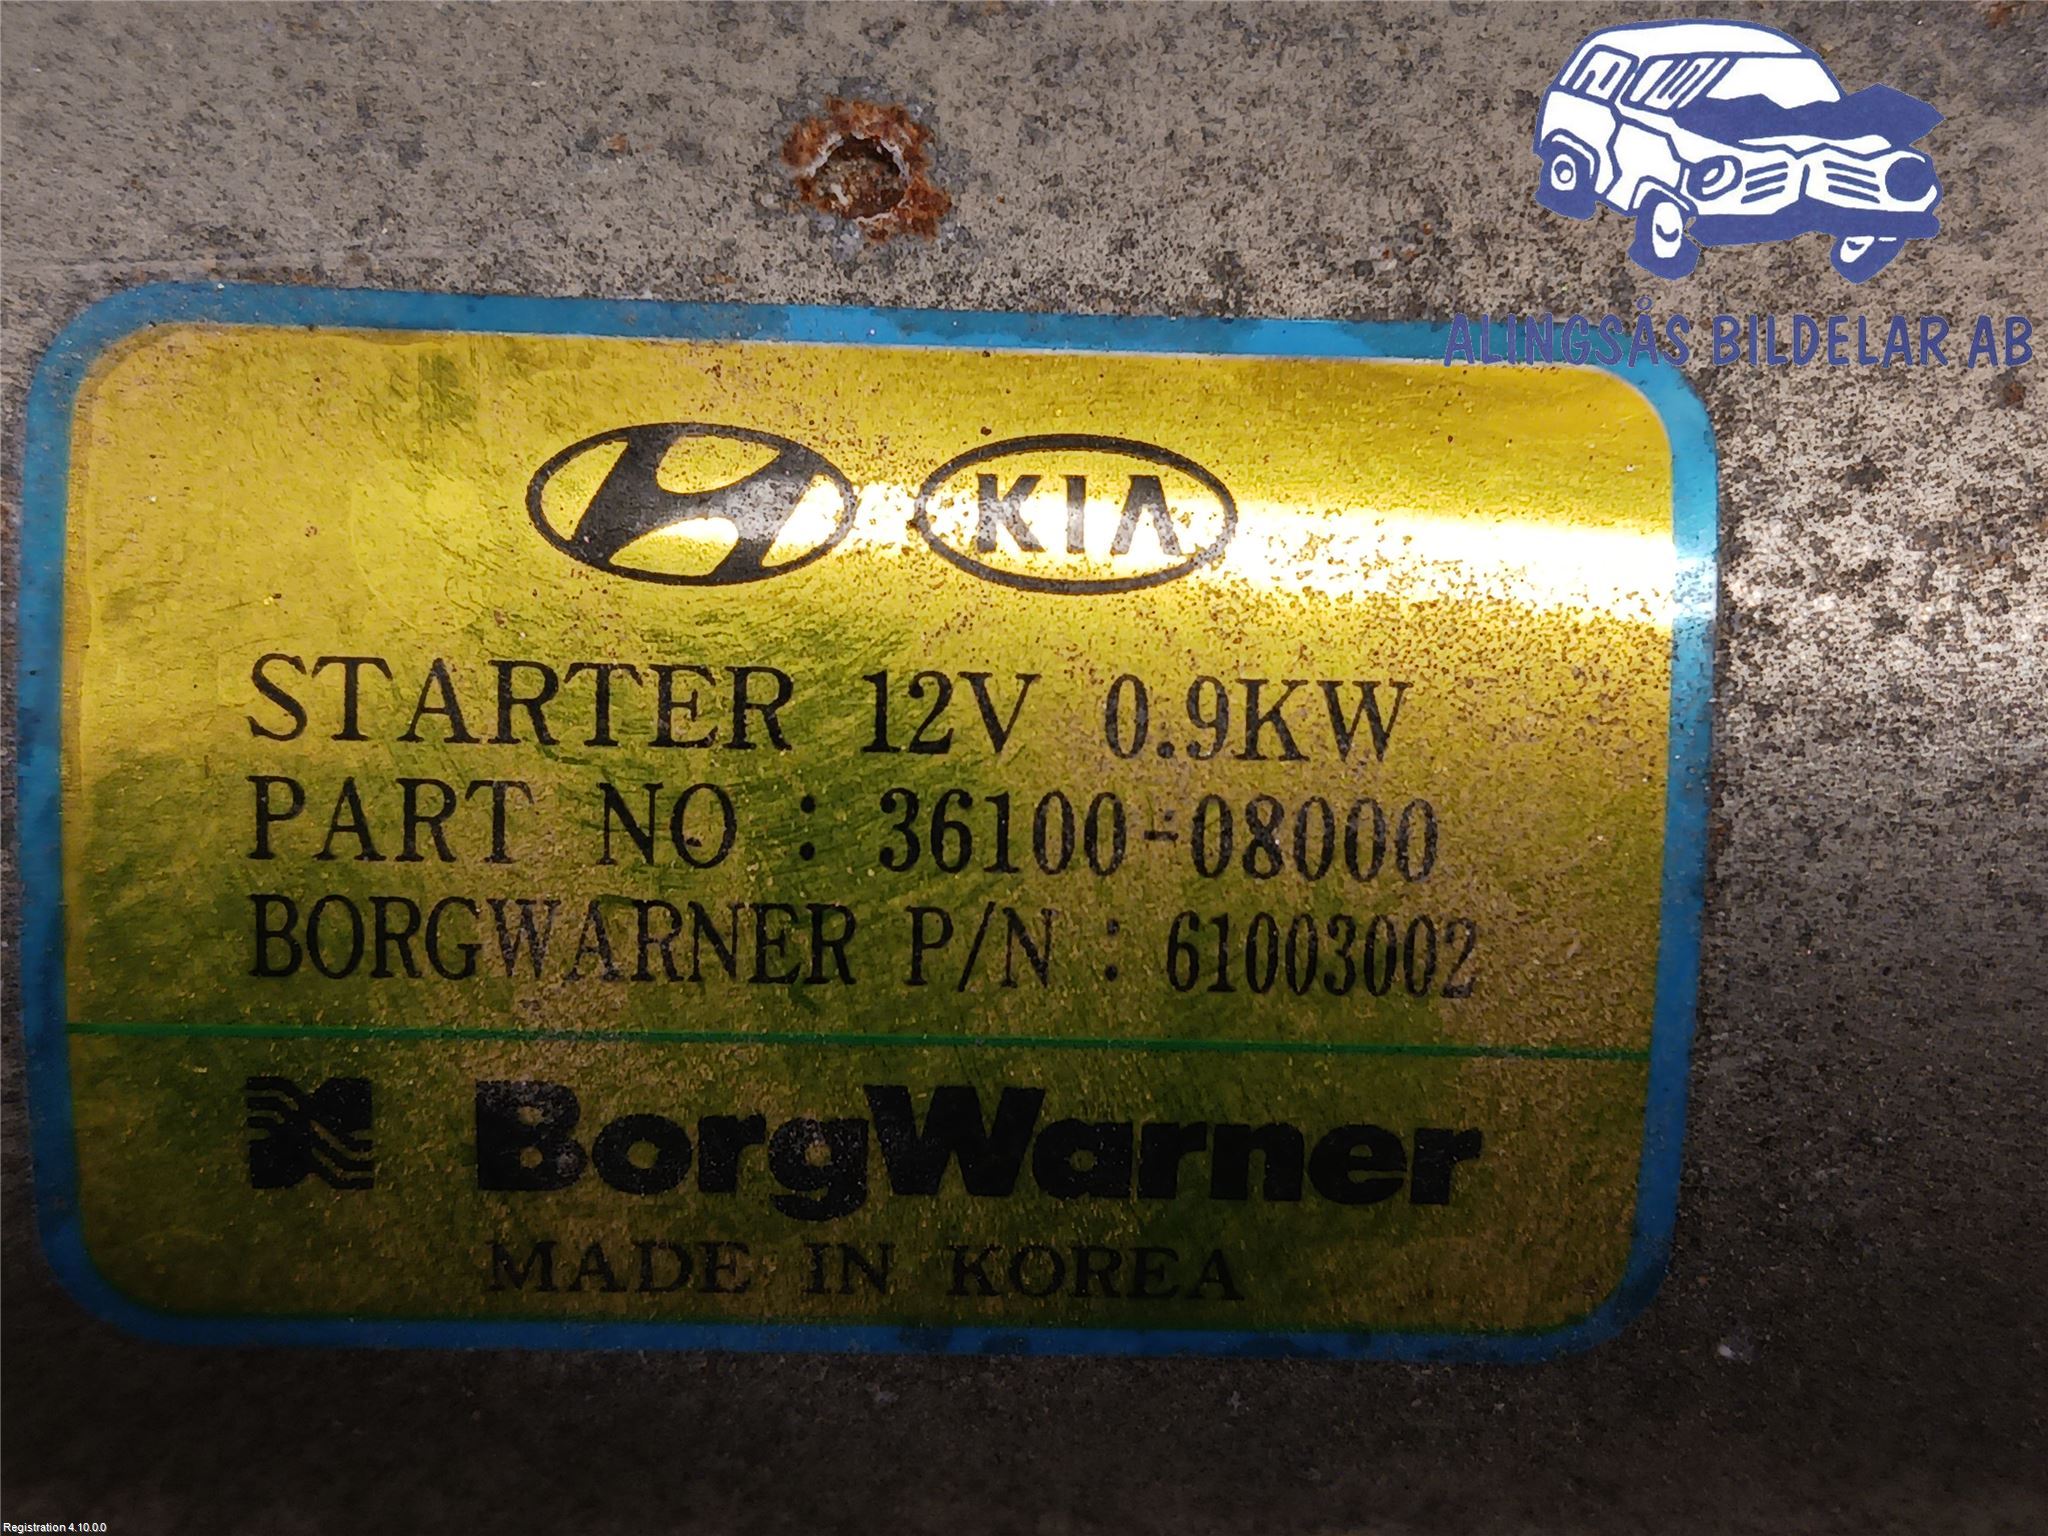 ALINGSÅS BILDELAR AB
KIA
STARTER 12V 0.9KW
PART NO : 36100-08000
BORGWARNER P/N : 61003002
BorgWarner
MADE IN KOREA
Registration 4.10.0.0